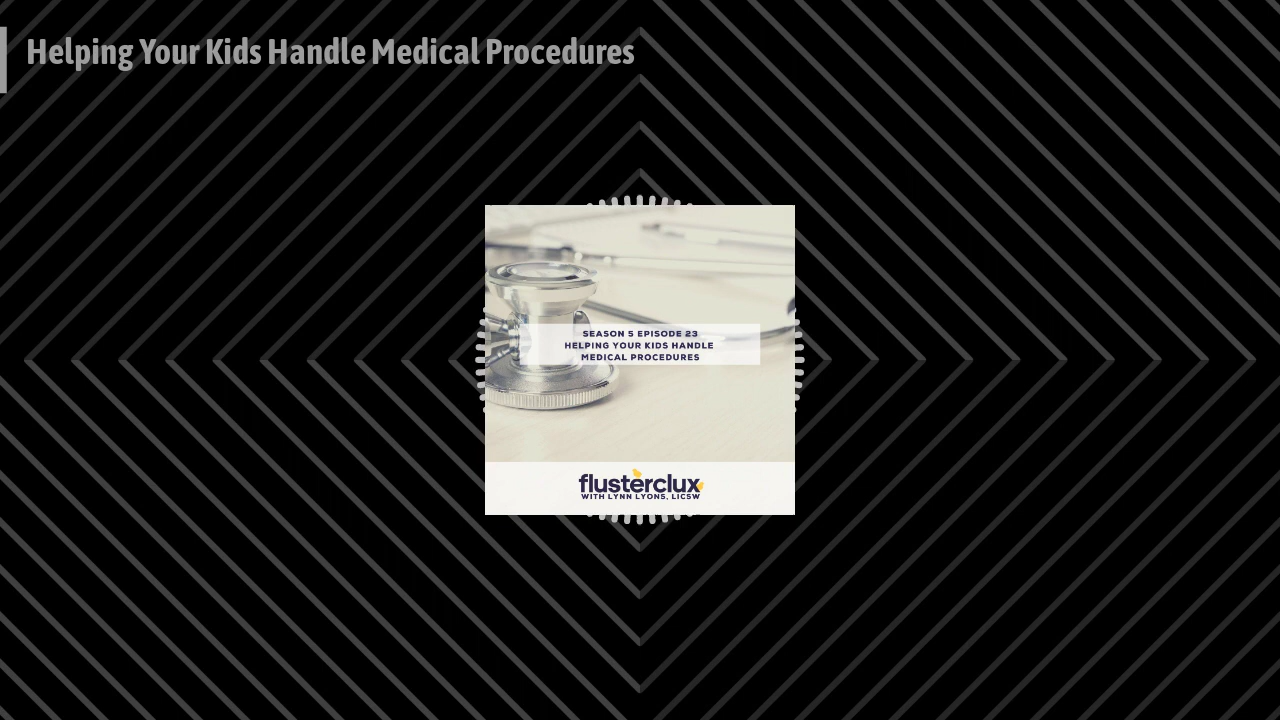 Helping Your Kids Handle Medical Procedures
SEASON 5 EPISODE 23
HELPING YOUR KIDS HANDLE
MEDICAL PROCEDURES
flusterclux
WITH LYNN LYONS, LICSW